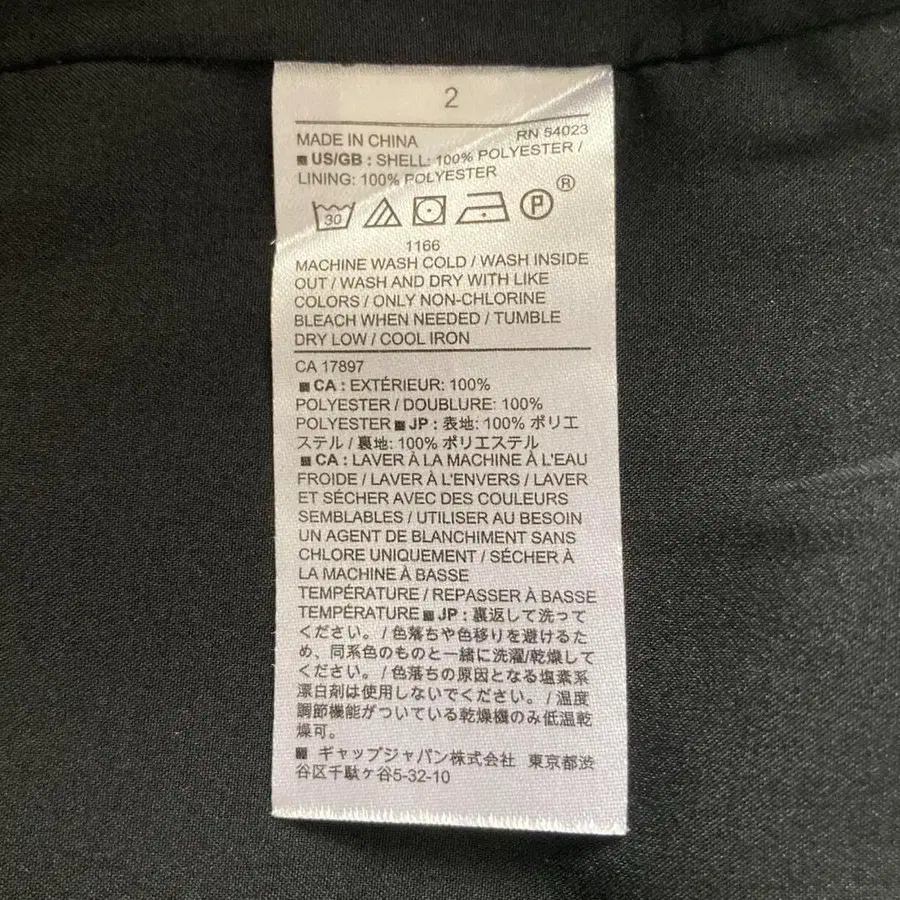 2
MADE IN CHINA RN 54023
US/GB : SHELL: 100% POLYESTER /
LINING: 100% POLYESTER
30 P ®
1166
MACHINE WASH COLD / WASH INSIDE
OUT / WASH AND DRY WITH LIKE
COLORS / ONLY NON-CHLORINE
BLEACH WHEN NEEDED / TUMBLE
DRY LOW / COOL IRON
CA 17897
CA : EXTÉRIEUR: 100%
POLYESTER / DOUBLURE: 100%
POLYESTER JP : 表地: 100% ポリエ
ステル / 裏地: 100% ポリエステル
CA : LAVER À LA MACHINE À L'EAU
FROIDE / LAVER À L'ENVERS / LAVER
ET SÉCHER AVEC DES COULEURS
SEMBLABLES / UTILISER AU BESOIN
UN AGENT DE BLANCHIMENT SANS
CHLORE UNIQUEMENT / SÉCHER À
LA MACHINE À BASSE
TEMPÉRATURE / REPASSER À BASSE
TEMPÉRATURE JP : 裏返して洗って
ください。 / 色落ちや色移りを避けるた
め、同系色のものと一緒に洗濯/乾燥して
ください。 / 色落ちの原因となる塩素系
漂白剤は使用しないでください。 / 温度
調節機能がついている乾燥機のみ低温乾
燥可。
ギャップジャパン株式会社 東京都渋
谷区千駄ヶ谷5-32-10